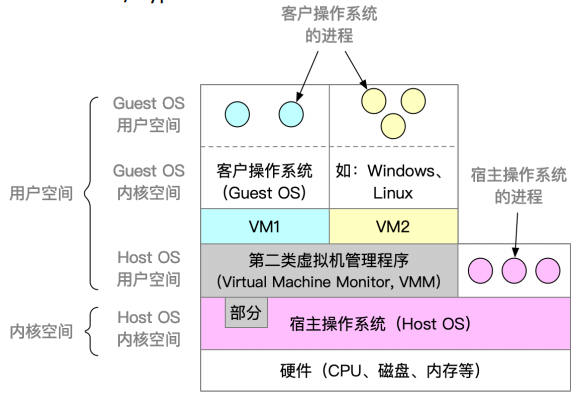 客户操作系统
的进程
Guest OS
用户空间
Guest OS
内核空间
客户操作系统
(Guest OS)
如：Windows、
Linux
宿主操作系统
的进程
用户空间
VM1
VM2
Host OS
用户空间
第二类虚拟机管理程序
(Virtual Machine Monitor, VMM)
部分
内核空间
Host OS
内核空间
宿主操作系统（Host OS）
硬件（CPU、磁盘、内存等）